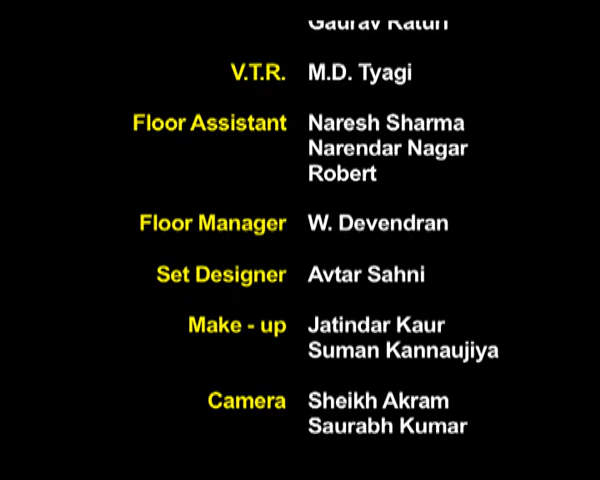 Gaurav
V.T.R. M.D. Tyagi
Floor Assistant Naresh Sharma
Narendar Nagar
Robert
Floor Manager W. Devendran
Set Designer Avtar Sahni
Make - up Jatindar Kaur
Suman Kannaujiya
Camera Sheikh Akram
Saurabh Kumar